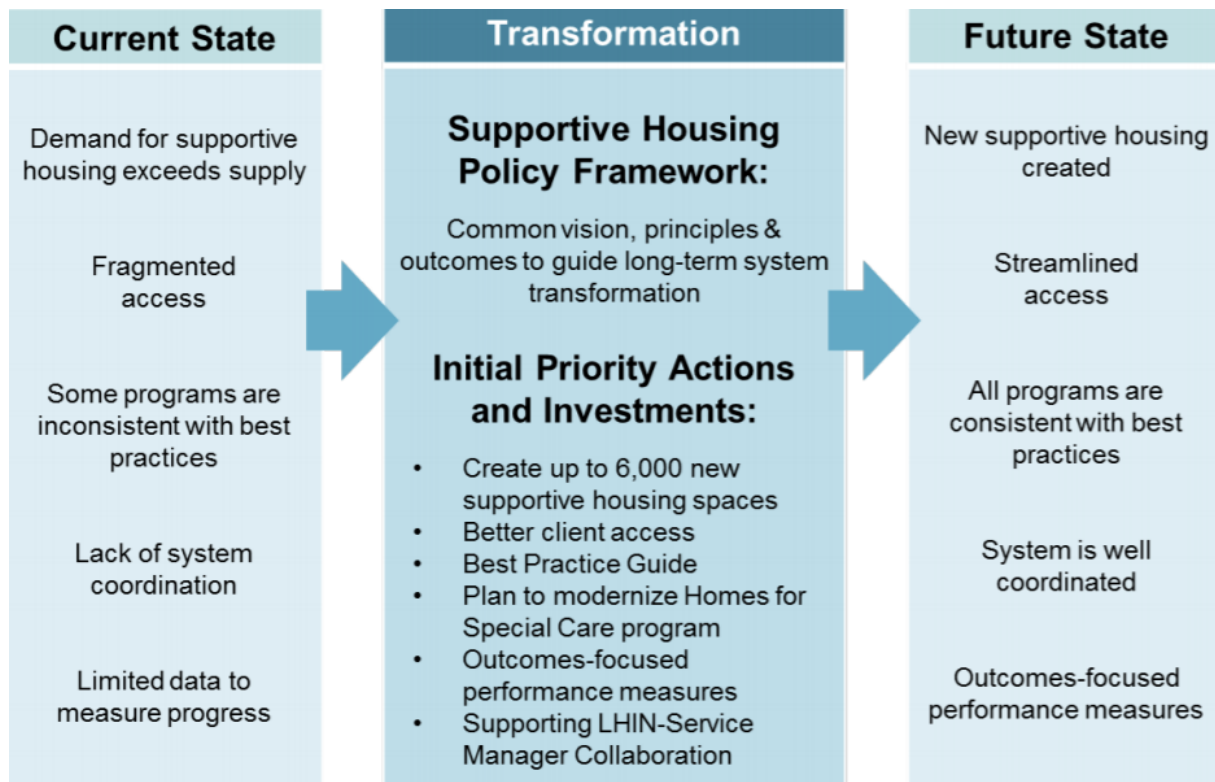 Current State
Demand for supportive
housing exceeds supply
Fragmented
access
Some programs are
inconsistent with best
practices
Lack of system
coordination
Limited data to
measure progress
Transformation
Supportive Housing
Policy Framework:
Common vision, principles &
outcomes to guide long-term system
transformation
Initial Priority Actions
and Investments:
• Create up to 6,000 new
supportive housing spaces
• Better client access
• Best Practice Guide
• Plan to modernize Homes for
Special Care program
• Outcomes-focused
performance measures
• Supporting LHIN-Service
Manager Collaboration
Future State
New supportive housing
created
Streamlined
access
All programs are
consistent with best
practices
System is well
coordinated
Outcomes-focused
performance measures